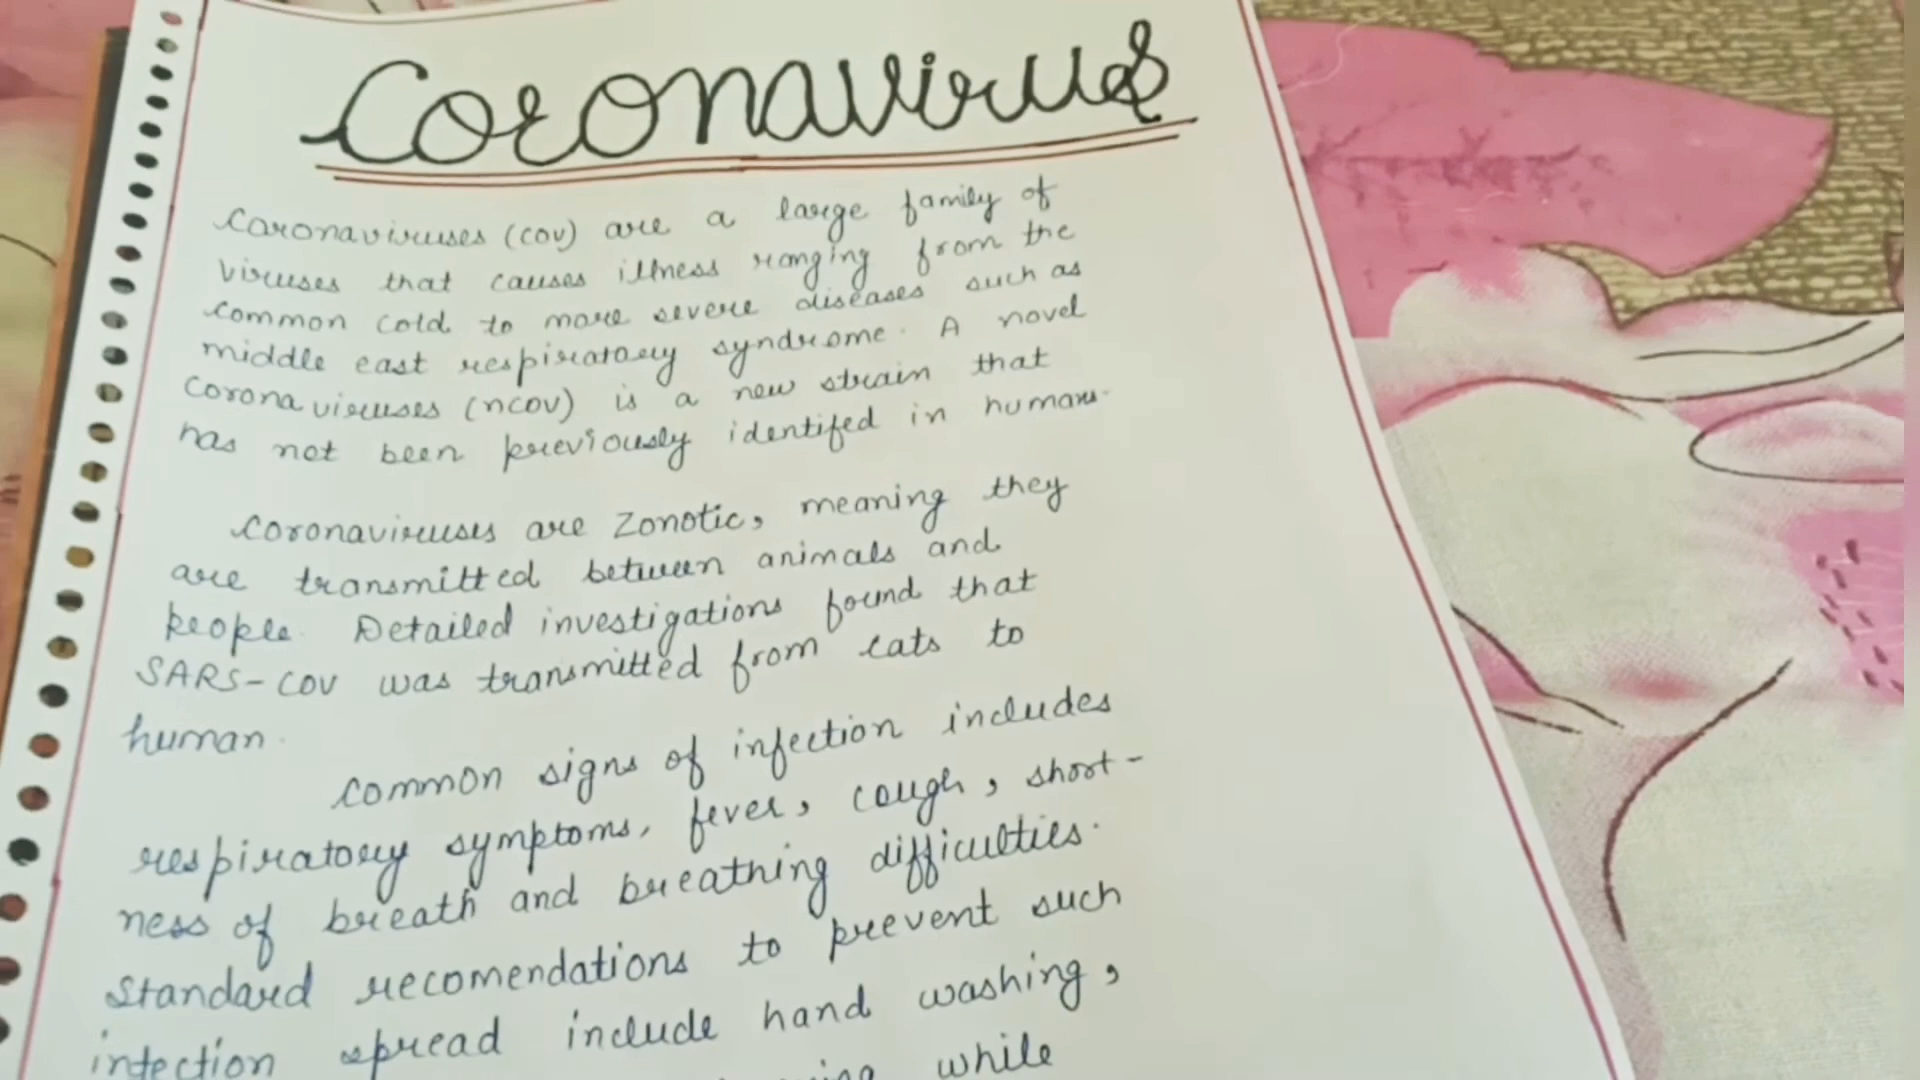 Coronavirus
Coronaviruses (cov) are a large family of
viruses that causes illness ranging from the
common cold to more severe diseases such as
middle east respiratory syndrome. A novel
corona viruses (ncov) is a new strain that
has not been previously identifed in humans.
Coronaviruses are Zonotic, meaning they
are transmitted between animals and
people. Detailed investigations found that
SARS-cov was transmitted from cats to
human.
Common signs of infection includes
respiratory symptoms, fever, cough, short-
ness of breath and breathing difficulties.
Standard recomendations to prevent such
infection spread include hand washing,
while